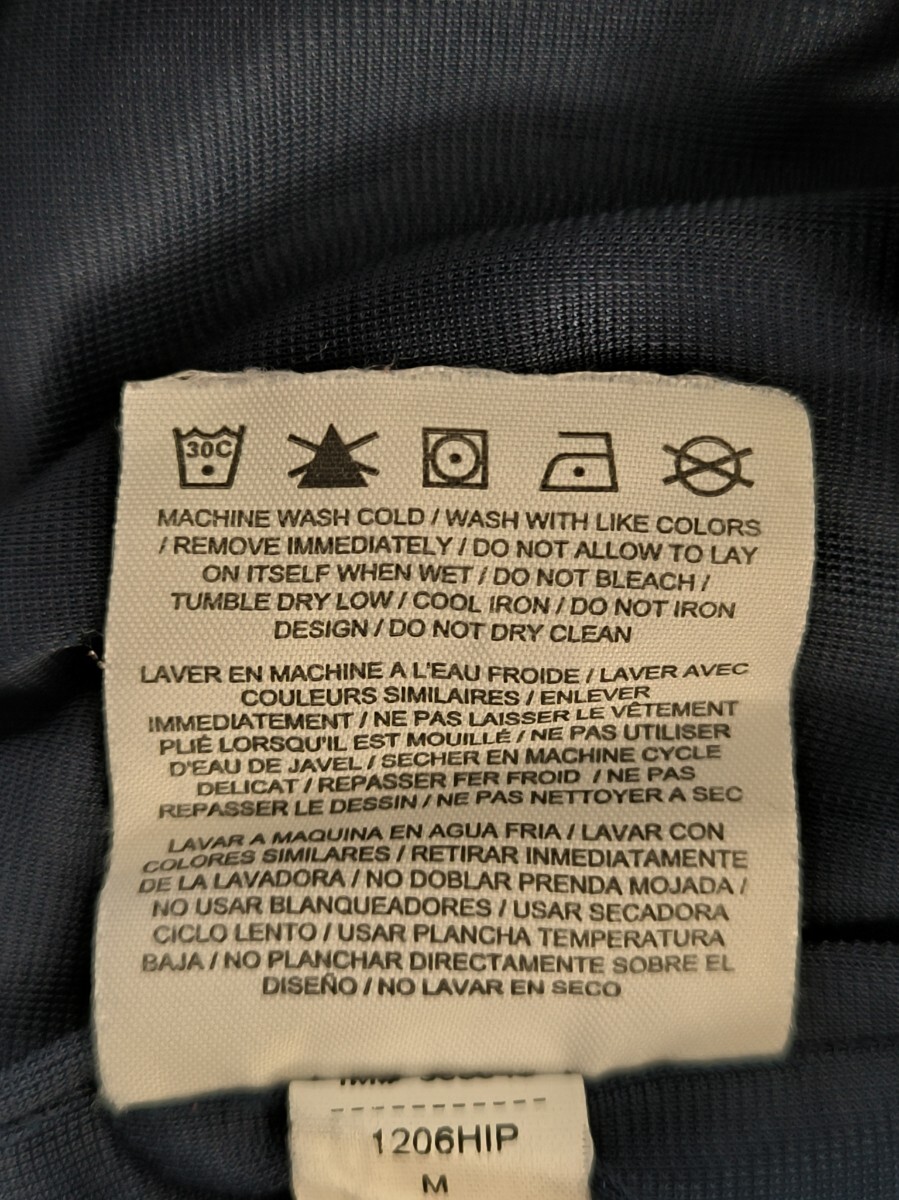 30C
MACHINE WASH COLD / WASH WITH LIKE COLORS
/ REMOVE IMMEDIATELY / DO NOT ALLOW TO LAY
ON ITSELF WHEN WET / DO NOT BLEACH /
TUMBLE DRY LOW / COOL IRON / DO NOT IRON
DESIGN / DO NOT DRY CLEAN
LAVER EN MACHINE A L'EAU FROIDE / LAVER AVEC
COULEURS SIMILAIRES / ENLEVER
IMMEDIATEMENT / NE PAS LAISSER LE VÊTEMENT
PLIÉ LORSQU'IL EST MOUILLÉ / NE PAS UTILISER
D'EAU DE JAVEL / SECHER EN MACHINE CYCLE
DELICAT / REPASSER FER FROID / NE PAS
REPASSER LE DESSIN / NE PAS NETTOYER A SEC
LAVAR A MAQUINA EN AGUA FRIA / LAVAR CON
COLORES SIMILARES / RETIRAR INMEDIATAMENTE
DE LA LAVADORA / NO DOBLAR PRENDA MOJADA /
NO USAR BLANQUEADORES / USAR SECADORA
CICLO LENTO / USAR PLANCHA TEMPERATURA
BAJA / NO PLANCHAR DIRECTAMENTE SOBRE EL
DISEÑO / NO LAVAR EN SECO
1206HIP
M